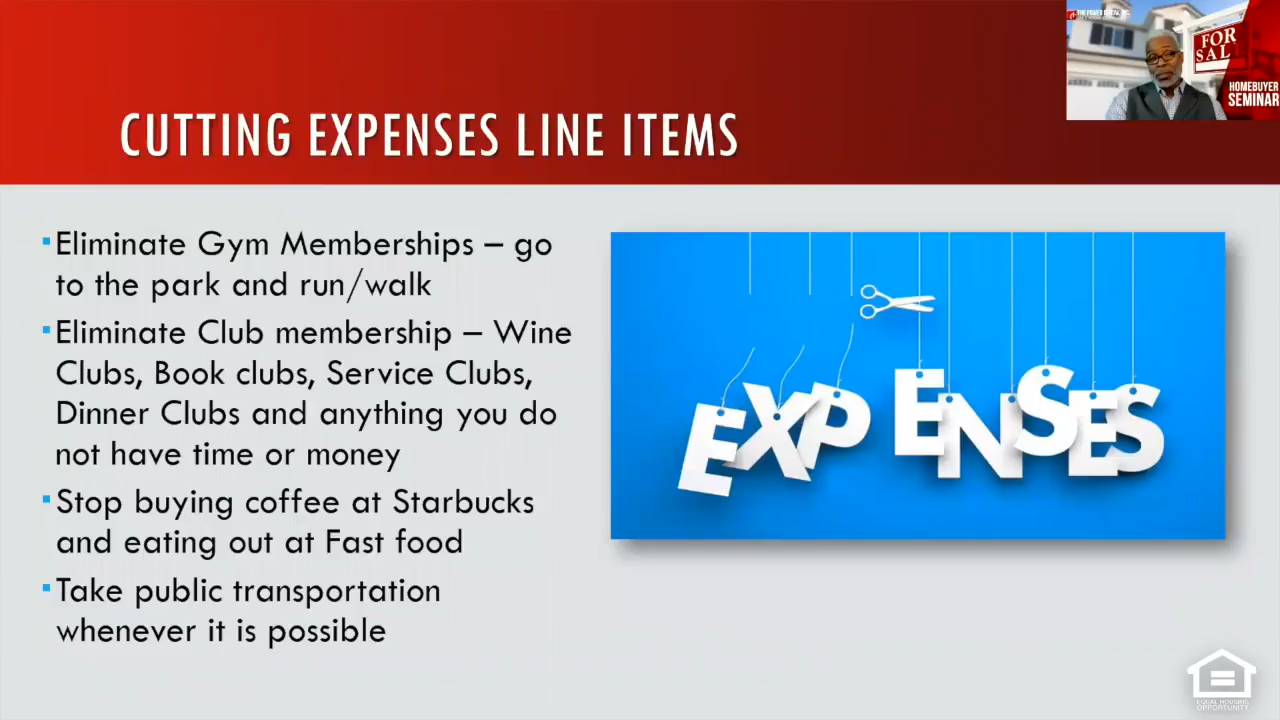 FOR
SAL
HOMEBUYER
SEMINAR
CUTTING EXPENSES LINE ITEMS
▪Eliminate Gym Memberships – go
to the park and run/walk
▪Eliminate Club membership – Wine
Clubs, Book clubs, Service Clubs,
Dinner Clubs and anything you do
not have time or money
▪Stop buying coffee at Starbucks
and eating out at Fast food
▪Take public transportation
whenever it is possible
EXPENSES
EQUAL HOUSING
OPPORTUNITY